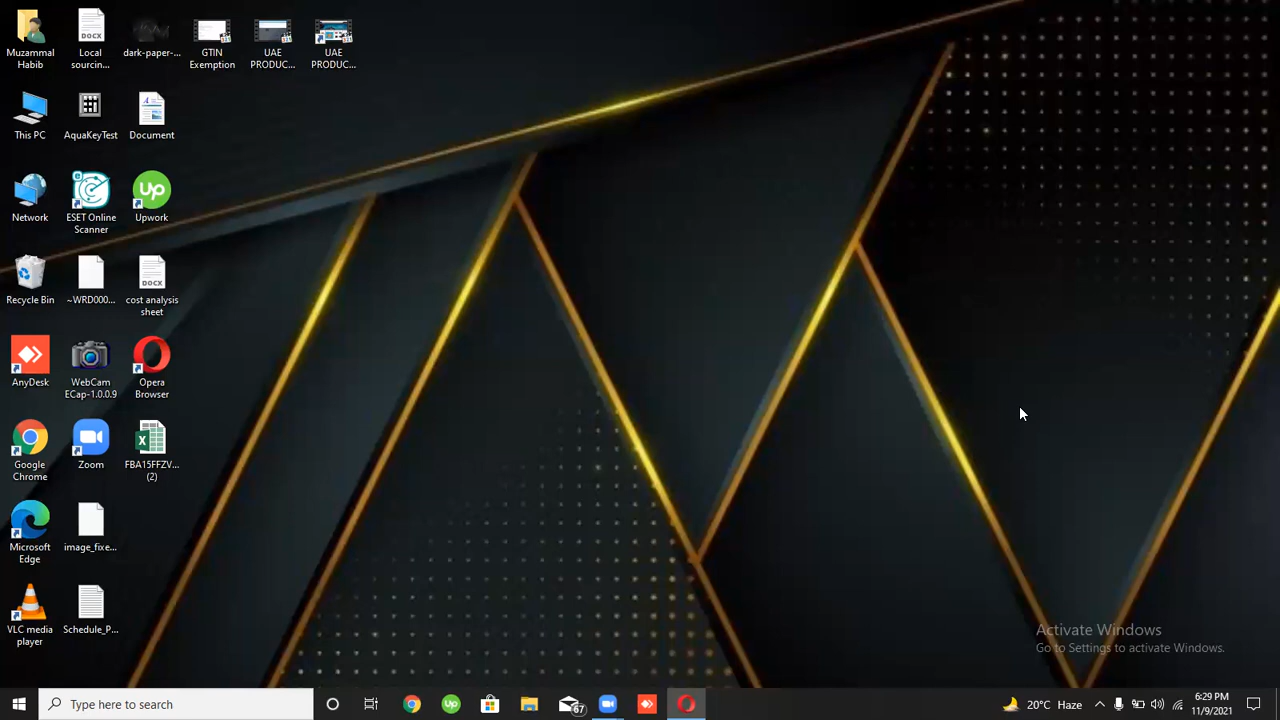 Muzammal
Habib
Local
sourcin...
dark-paper-...
GTIN
Exemption
UAE
PRODUC...
UAE
PRODUC...
This PC
AquaKeyTest
Document
Network
ESET Online
Scanner
Upwork
Recycle Bin
~WRD000...
cost analysis
sheet
AnyDesk
WebCam
ECap-1.0.0.9
Opera
Browser
Google
Chrome
Zoom
FBA15FFZV...
(2)
Microsoft
Edge
image_fixe...
VLC media
player
Schedule_P...
Activate Windows
Go to Settings to activate Windows.
Type here to search
67
20°C Haze
6:29 PM
11/9/2021